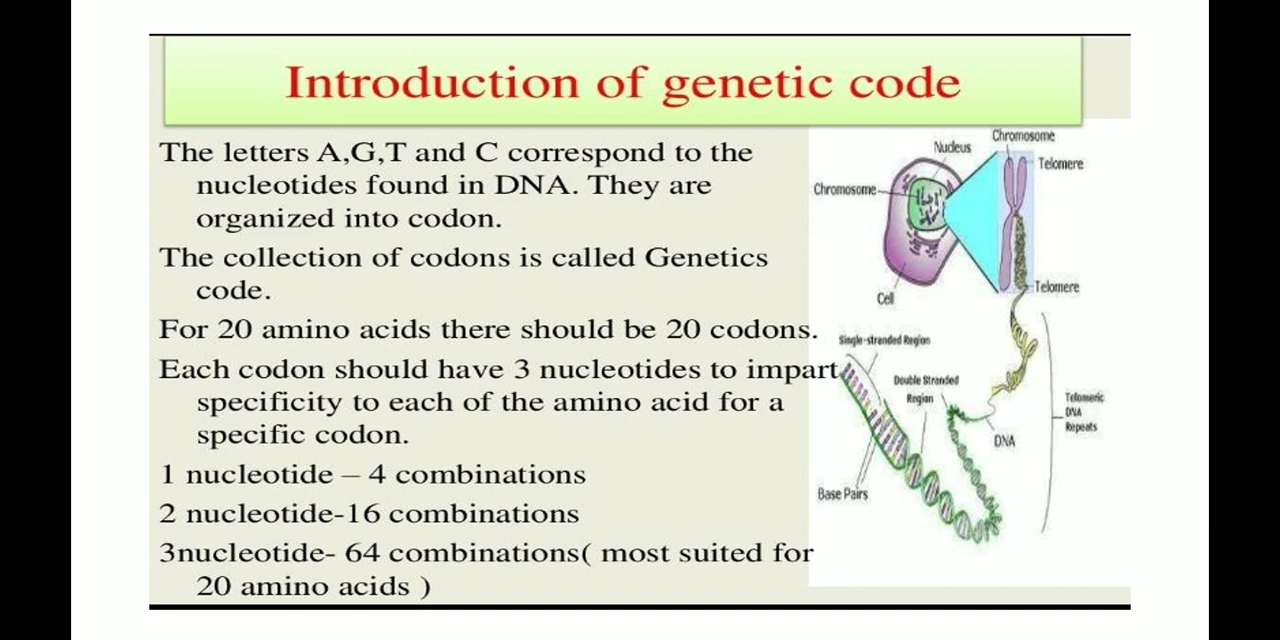 Introduction of genetic code
The letters A,G,T and C correspond to the
nucleotides found in DNA. They are
organized into codon.
The collection of codons is called Genetics
code.
For 20 amino acids there should be 20 codons.
Each codon should have 3 nucleotides to impart
specificity to each of the amino acid for a
specific codon.
1 nucleotide – 4 combinations
2 nucleotide-16 combinations
3nucleotide- 64 combinations( most suited for
20 amino acids )
Chromosome
Nucleus
Telomere
Chromosome
Cell
Telomere
Single-stranded Region
Double Stranded
Region
Telomeric
DNA
Repeats
DNA
Base Pairs